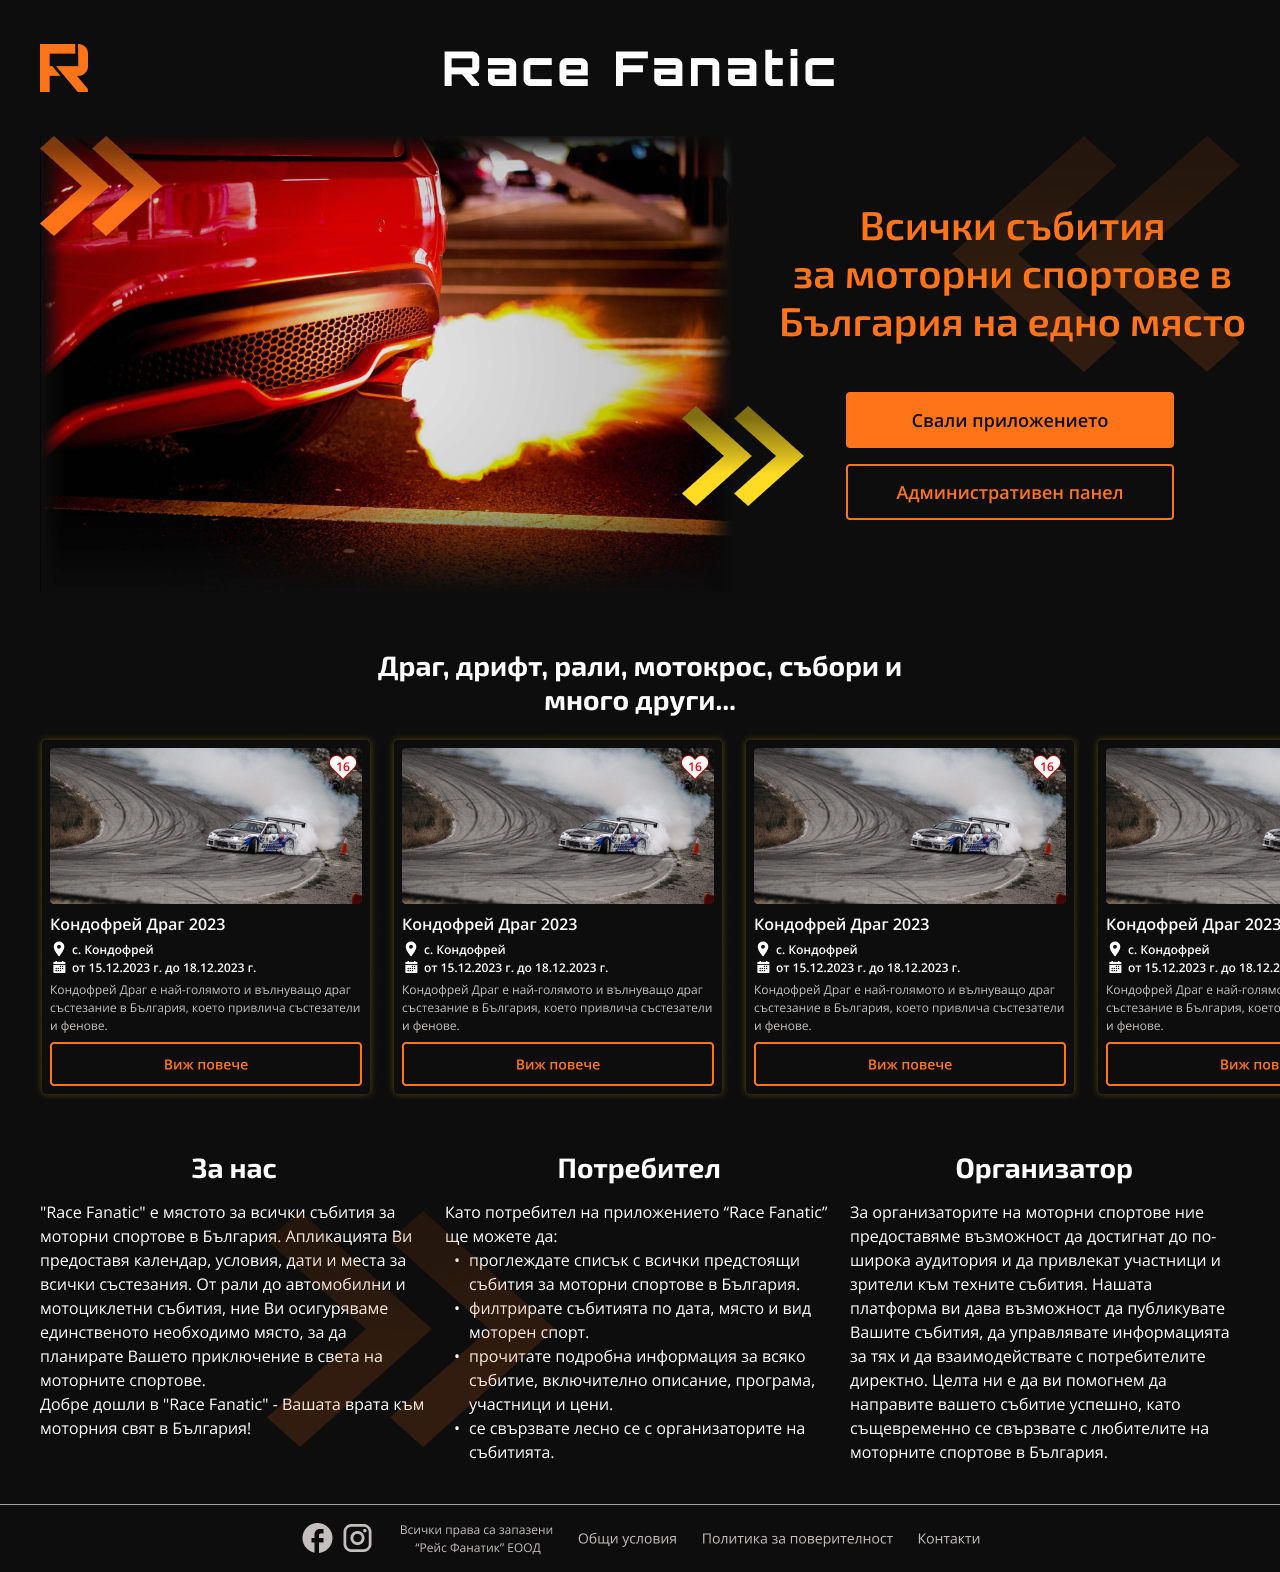 Race Fanatic
Всички събития
за моторни спортове в
България на едно място
Свали приложението
Административен панел
Драг, дрифт, рали, мотокрос, събори и
много други...
16
16
16
Кондофрей Драг 2023
с. Кондофрей
от 15.12.2023 г. до 18.12.2023 г.
Кондофрей Драг е най-голямото и вълнуващо драг
състезание в България, което привлича състезатели
и фенове.
Виж повече
Кондофрей Драг 2023
с. Кондофрей
от 15.12.2023 г. до 18.12.2023 г.
Кондофрей Драг е най-голямото и вълнуващо драг
състезание в България, което привлича състезатели
и фенове.
Виж повече
Кондофрей Драг 2023
с. Кондофрей
от 15.12.2023 г. до 18.12.2023 г.
Кондофрей Драг е най-голямото и вълнуващо драг
състезание в България, което привлича състезатели
и фенове.
Виж повече
Кондофрей Драг 2023
с. Кондофрей
от 15.12.2023 г. до 18.12.2
Кондофрей Драг е най-голямо
състезание в България, което
и фенове.
Виж пов
За нас
"Race Fanatic" е мястото за всички събития за
моторни спортове в България. Апликацията Ви
предоставя календар, условия, дати и места за
всички състезания. От рали до автомобилни и
мотоциклетни събития, ние Ви осигуряваме
единственото необходимо място, за да
планирате Вашето приключение в света на
моторните спортове.
Добре дошли в "Race Fanatic" - Вашата врата към
моторния свят в България!
Потребител
Като потребител на приложението “Race Fanatic”
ще можете да:
• проглеждате списък с всички предстоящи
събития за моторни спортове в България.
• филтрирате събитията по дата, място и вид
моторен спорт.
• прочитате подробна информация за всяко
събитие, включително описание, програма,
участници и цени.
• се свързвате лесно се с организаторите на
събитията.
Организатор
За организаторите на моторни спортове ние
предоставяме възможност да достигнат до по-
широка аудитория и да привлекат участници и
зрители към техните събития. Нашата
платформа ви дава възможност да публикувате
Вашите събития, да управлявате информацията
за тях и да взаимодействате с потребителите
директно. Целта ни е да ви помогнем да
направите вашето събитие успешно, като
същевременно се свързвате с любителите на
моторните спортове в България.
Всички права са запазени
“Рейс Фанатик” ЕООД
Общи условия
Политика за поверителност
Контакти